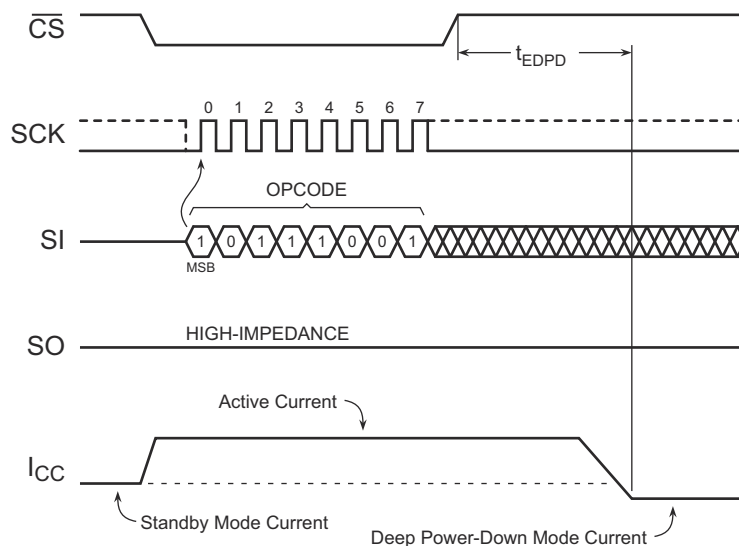 CS
tEDPD
0 1 2 3 4 5 6 7
SCK
OPCODE
SI
1 0 1 1 1 0 0 1
MSB
HIGH-IMPEDANCE
SO
Active Current
ICC
Standby Mode Current
Deep Power-Down Mode Current